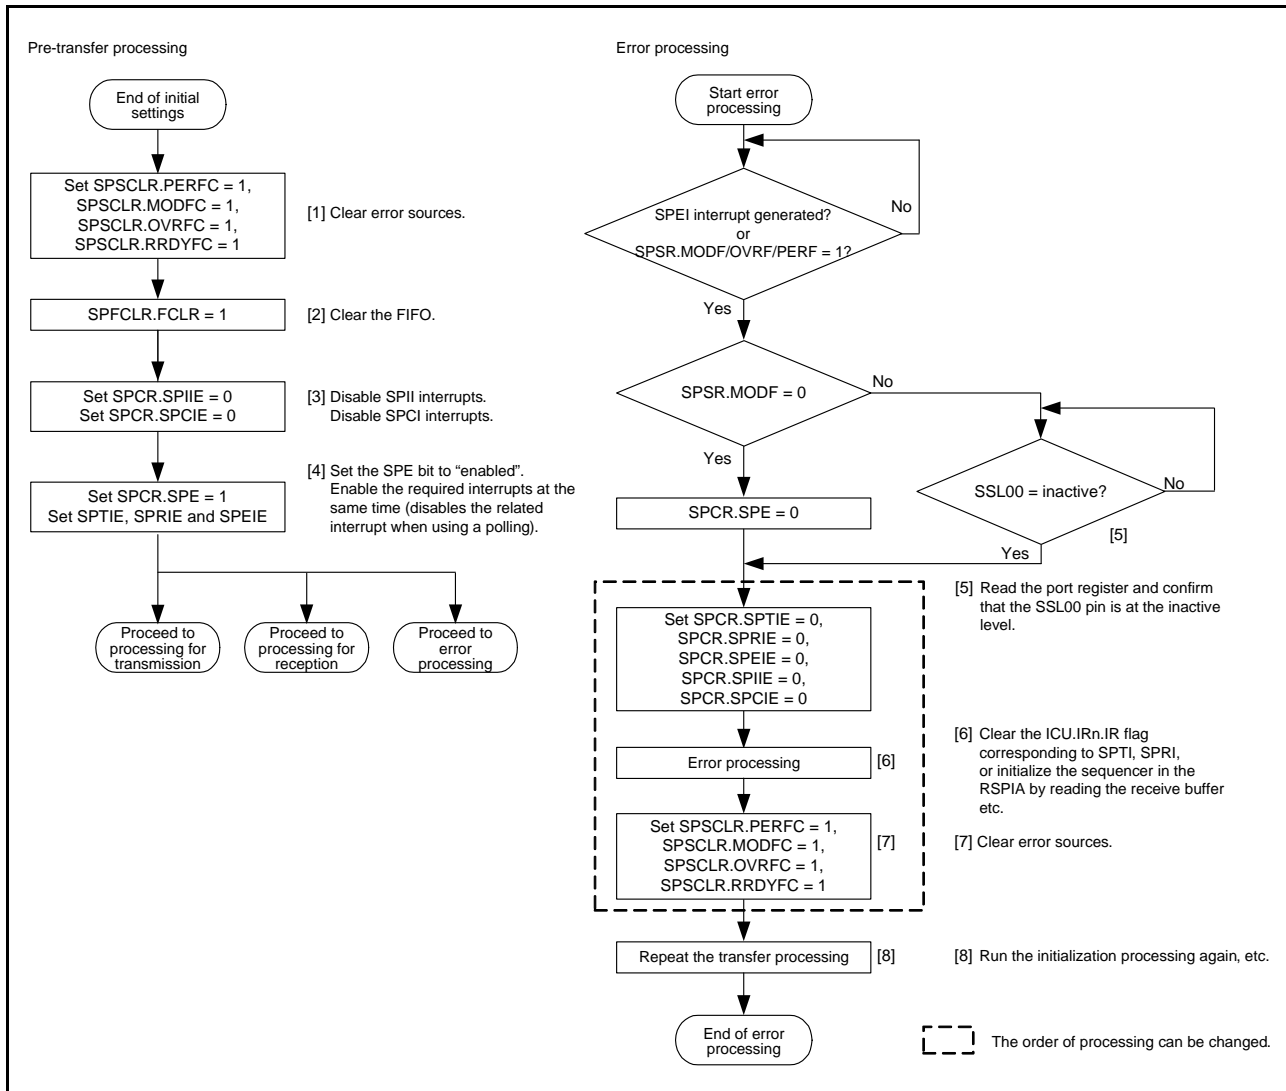 Pre-transfer processing
End of initial
settings
Set SPSCLR.PERFC = 1,
SPSCLR.MODFC = 1,
SPSCLR.OVRFC = 1,
SPSCLR.RRDYFC = 1
[1] Clear error sources.
SPFCLR.FCLR = 1
[2] Clear the FIFO.
Set SPCR.SPIIE = 0
Set SPCR.SPCIE = 0
[3] Disable SPII interrupts.
Disable SPCI interrupts.
Set SPCR.SPE = 1
Set SPTIE, SPRIE and SPEIE
[4] Set the SPE bit to “enabled”.
Enable the required interrupts at the
same time (disables the related
interrupt when using a polling).
Proceed to
processing for
transmission
Proceed to
processing for
reception
Proceed to
error
processing
Error processing
Start error
processing
SPEI interrupt generated?
or
SPSR.MODF/OVRF/PERF = 1?
No
Yes
SPSR.MODF = 0
No
Yes
SSL00 = inactive?
No
[5]
Yes
SPCR.SPE = 0
[5] Read the port register and confirm
that the SSL00 pin is at the inactive
level.
Set SPCR.SPTIE = 0,
SPCR.SPRIE = 0,
SPCR.SPEIE = 0,
SPCR.SPIIE = 0,
SPCR.SPCIE = 0
Error processing
[6]
[6] Clear the ICU.IRn.IR flag
corresponding to SPTI, SPRI,
or initialize the sequencer in the
RSPIA by reading the receive buffer
etc.
Set SPSCLR.PERFC = 1,
SPSCLR.MODFC = 1,
SPSCLR.OVRFC = 1,
SPSCLR.RRDYFC = 1
[7]
[7] Clear error sources.
Repeat the transfer processing
[8]
[8] Run the initialization processing again, etc.
End of error
processing
The order of processing can be changed.